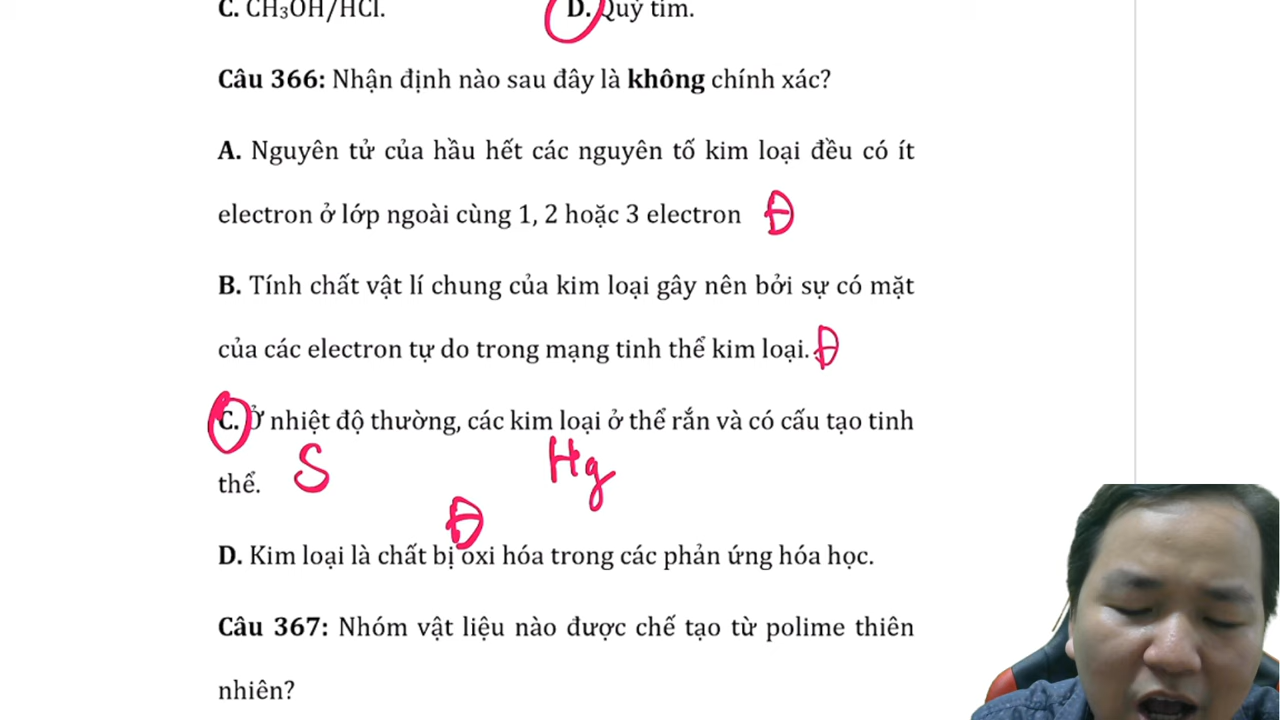 C. CH₃OH/HCl. D. Quỳ tím.
Câu 366: Nhận định nào sau đây là không chính xác?
A. Nguyên tử của hầu hết các nguyên tố kim loại đều có ít
electron ở lớp ngoài cùng 1, 2 hoặc 3 electron Đ
B. Tính chất vật lí chung của kim loại gây nên bởi sự có mặt
của các electron tự do trong mạng tinh thể kim loại. Đ
C. Ở nhiệt độ thường, các kim loại ở thể rắn và có cấu tạo tinh
thể. S Hg
Đ
D. Kim loại là chất bị oxi hóa trong các phản ứng hóa học.
Câu 367: Nhóm vật liệu nào được chế tạo từ polime thiên
nhiên?